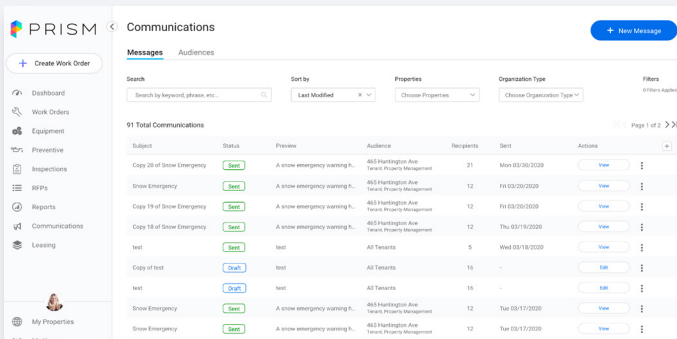 PRISM
Create Work Order
Dashboard
Work Orders
Equipment
Preventive
Inspections
RFPs
Reports
Communications
Leasing
My Properties
Communications
+ New Message
Messages Audiences
Search Sort by Properties Organization Type Filters
Search by keyword, phrase, etc... Last Modified × Choose Properties Choose Organization Type 0 Filters Applied
91 Total Communications Page 1 of 2
Subject Status Preview Audience Recipients Sent Actions +
Copy 20 of Snow Emergency Sent A snow emergency warning h... 465 Huntington Ave 21 Mon 03/30/2020 View
Tenant, Property Management
Snow Emergency Sent A snow emergency warning h... 465 Huntington Ave 12 Fri 03/20/2020 View
Tenant, Property Management
Copy 19 of Snow Emergency Sent A snow emergency warning h... 465 Huntington Ave 12 Fri 03/20/2020 View
Tenant, Property Management
Copy 18 of Snow Emergency Sent A snow emergency warning h... 465 Huntington Ave 12 Thu 03/19/2020 View
Tenant, Property Management
test Sent test All Tenants 5 Wed 03/18/2020 View
Copy of test Draft test All Tenants 16 - Edit
test Draft test All Tenants 16 - Edit
Snow Emergency Sent A snow emergency warning h... 465 Huntington Ave 12 Tue 03/17/2020 View
Tenant, Property Management
Snow Emergency Sent A snow emergency warning h... 465 Huntington Ave 12 Tue 03/17/2020 View
Tenant, Property Management